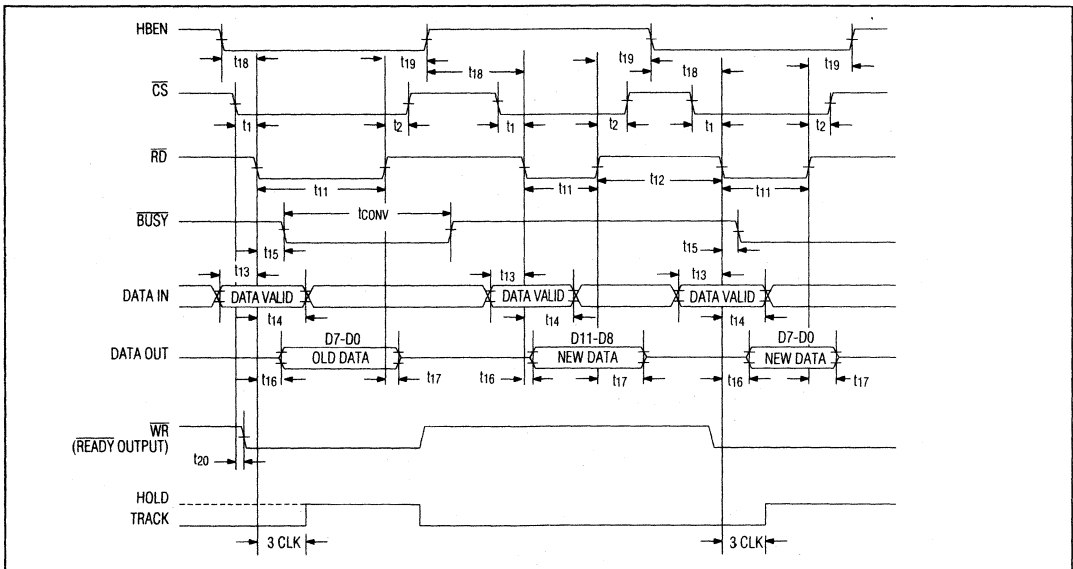 HBEN
t18 t19 t18 t19 t18 t19
CS
t1 t2 t1 t2 t1 t2
RD
t11 t11 t12 t11
BUSY
tCONV
t15 t15
t13 t13 t13
DATA IN DATA VALID DATA VALID DATA VALID
t14 t14 t14
D7-D0 D11-D8 D7-D0
DATA OUT OLD DATA NEW DATA NEW DATA
t16 t17 t16 t17 t16 t17
WR
(READY OUTPUT)
t20
HOLD
TRACK
3 CLK 3 CLK